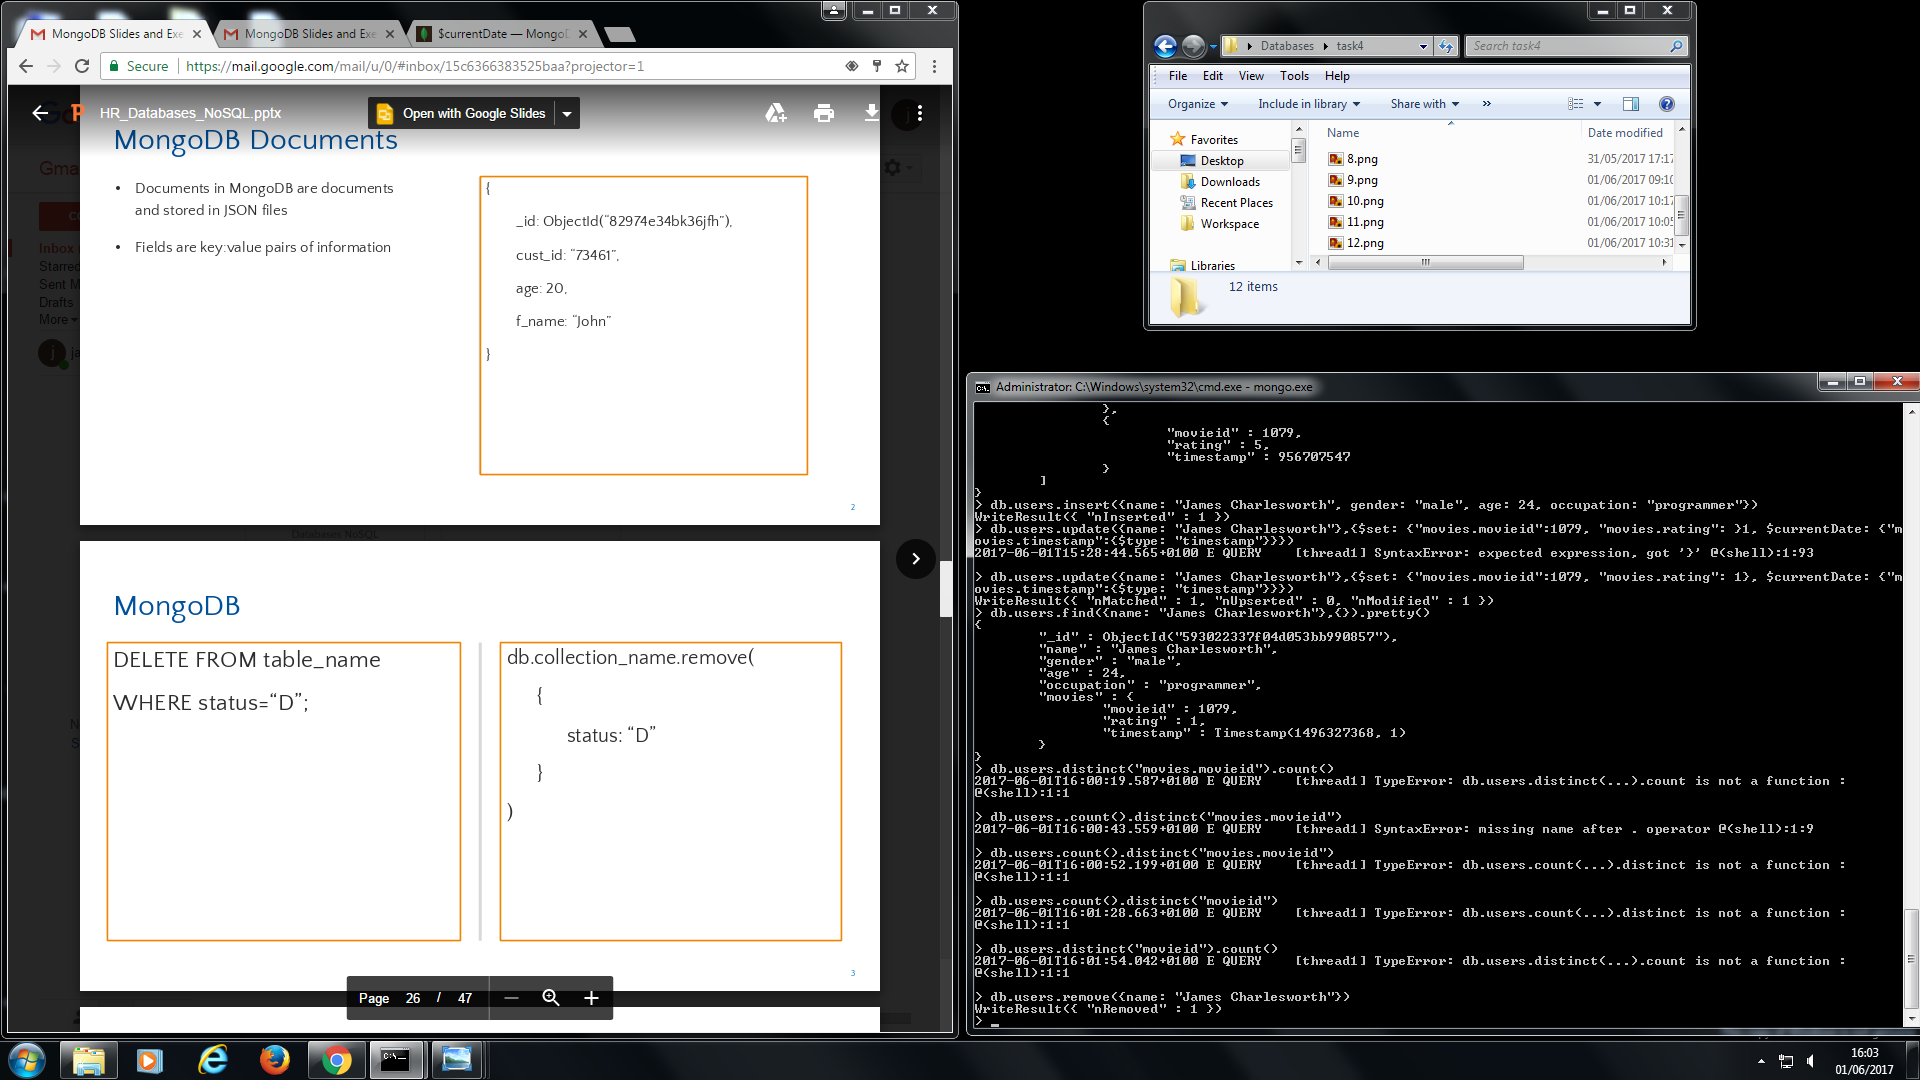 MongoDB Slides and Exe
MongoDB Slides and Exe
$currentDate — MongoD
Secure
https://mail.google.com/mail/u/0/#inbox/15c6366383525baa?projector=1
HR_Databases_NoSQL.pptx
Open with Google Slides
MongoDB Documents
• Documents in MongoDB are documents
and stored in JSON files
• Fields are key:value pairs of information
{
_id: ObjectId("82974e34bk36jfh"),
cust_id: "73461",
age: 20,
f_name: "John"
}
2
MongoDB
DELETE FROM table_name
WHERE status="D";
db.collection_name.remove(
{
status: "D"
}
)
3
Page 26 / 47
Databases
task4
Search task4
File Edit View Tools Help
Organize
Include in library
Share with
»
Favorites
Desktop
Downloads
Recent Places
Workspace
Libraries
Name
Date modified
8.png 31/05/2017 17:17
9.png 01/06/2017 09:10
10.png 01/06/2017 10:17
11.png 01/06/2017 10:05
12.png 01/06/2017 10:31
12 items
Administrator: C:\Windows\system32\cmd.exe - mongo.exe
},
{
"movieid" : 1079,
"rating" : 5,
"timestamp" : 956707547
}
]
}
> db.users.insert({name: "James Charlesworth", gender: "male", age: 24, occupation: "programmer"})
WriteResult({ "nInserted" : 1 })
> db.users.update({name: "James Charlesworth"},{$set: {"movies.movieid":1079, "movies.rating": }1, $currentDate: {"m
ovies.timestamp":{$type: "timestamp"}}})
2017-06-01T15:28:44.565+0100 E QUERY    [thread1] SyntaxError: expected expression, got '}' @(shell):1:93
> db.users.update({name: "James Charlesworth"},{$set: {"movies.movieid":1079, "movies.rating": 1}, $currentDate: {"m
ovies.timestamp":{$type: "timestamp"}}})
WriteResult({ "nMatched" : 1, "nUpserted" : 0, "nModified" : 1 })
> db.users.find({name: "James Charlesworth"},{}).pretty()
{
"_id" : ObjectId("593022337f04d053bb990857"),
"name" : "James Charlesworth",
"gender" : "male",
"age" : 24,
"occupation" : "programmer",
"movies" : {
"movieid" : 1079,
"rating" : 1,
"timestamp" : Timestamp(1496327368, 1)
}
}
> db.users.distinct("movies.movieid").count()
2017-06-01T16:00:19.587+0100 E QUERY    [thread1] TypeError: db.users.distinct(...).count is not a function :
@(shell):1:1
> db.users..count().distinct("movies.movieid")
2017-06-01T16:00:43.559+0100 E QUERY    [thread1] SyntaxError: missing name after . operator @(shell):1:9
> db.users.count().distinct("movies.movieid")
2017-06-01T16:00:52.199+0100 E QUERY    [thread1] TypeError: db.users.count(...).distinct is not a function :
@(shell):1:1
> db.users.count().distinct("movieid")
2017-06-01T16:01:28.663+0100 E QUERY    [thread1] TypeError: db.users.count(...).distinct is not a function :
@(shell):1:1
> db.users.distinct("movieid").count()
2017-06-01T16:01:54.042+0100 E QUERY    [thread1] TypeError: db.users.distinct(...).count is not a function :
@(shell):1:1
> db.users.remove({name: "James Charlesworth"})
WriteResult({ "nRemoved" : 1 })
>
16:03
01/06/2017